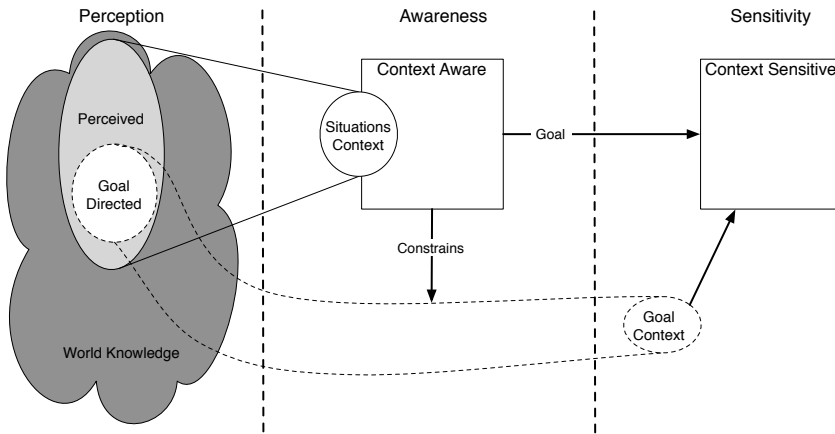 Perception
Awareness
Sensitivity
Context Aware
Context Sensitive
Perceived
Situations
Context
Goal
Goal
Directed
Constrains
Goal
Context
World Knowledge